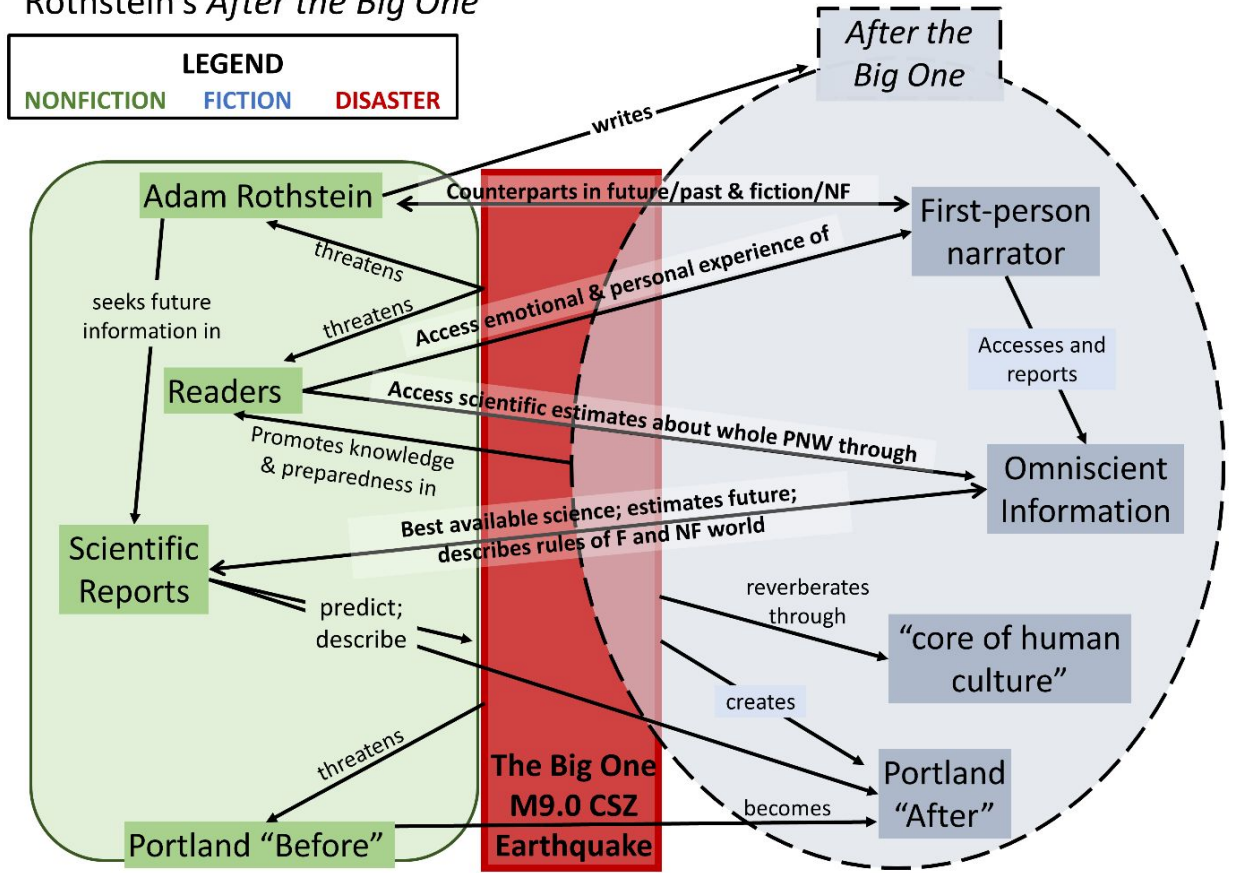 Rothstein's After the Big One
LEGEND
NONFICTION FICTION DISASTER
After the
Big One
writes
Adam Rothstein
Counterparts in future/past & fiction/NF
First-person
narrator
threatens
threatens
Access emotional & personal experience of
seeks future
information in
Accesses and
reports
Readers
Access scientific estimates about whole PNW through
Promotes knowledge
& preparedness in
Omniscient
Information
Best available science; estimates future;
describes rules of F and NF world
Scientific
Reports
predict;
describe
reverberates
through
“core of human
culture”
creates
threatens
The Big One
M9.0 CSZ
Earthquake
Portland
“After”
becomes
Portland “Before”